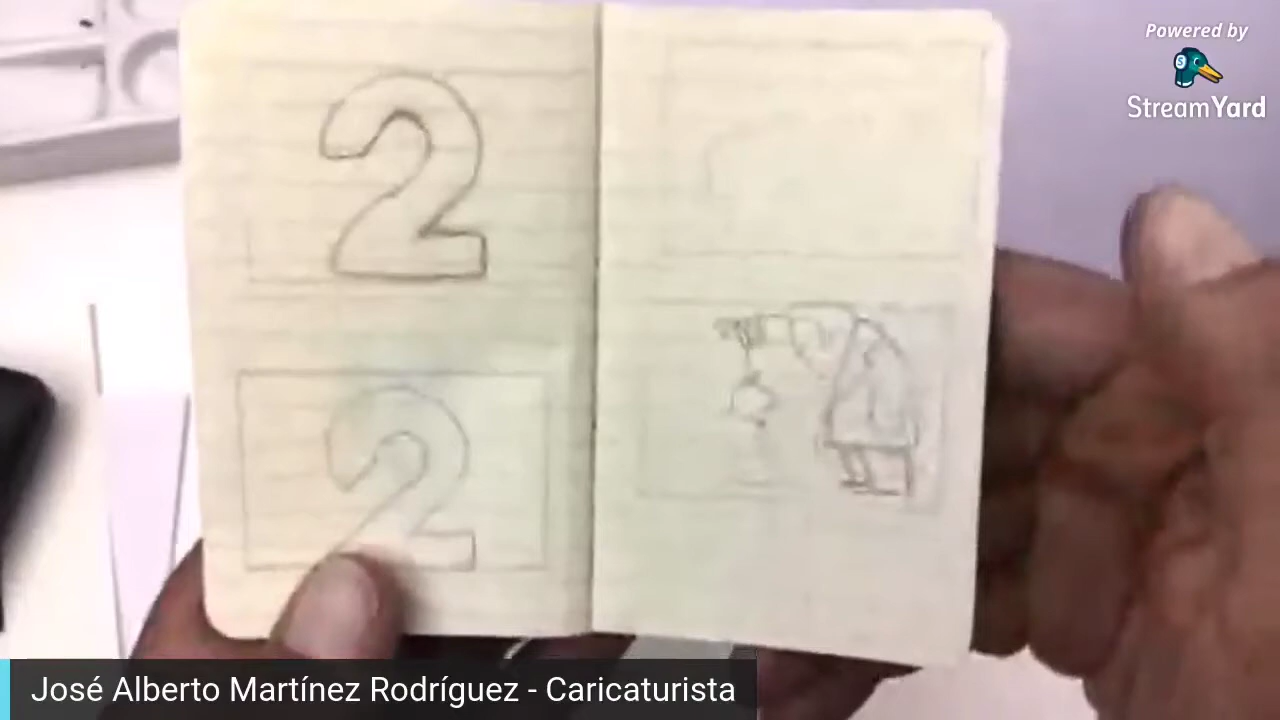 Powered by
StreamYard
2
2
José Alberto Martínez Rodríguez - Caricaturista